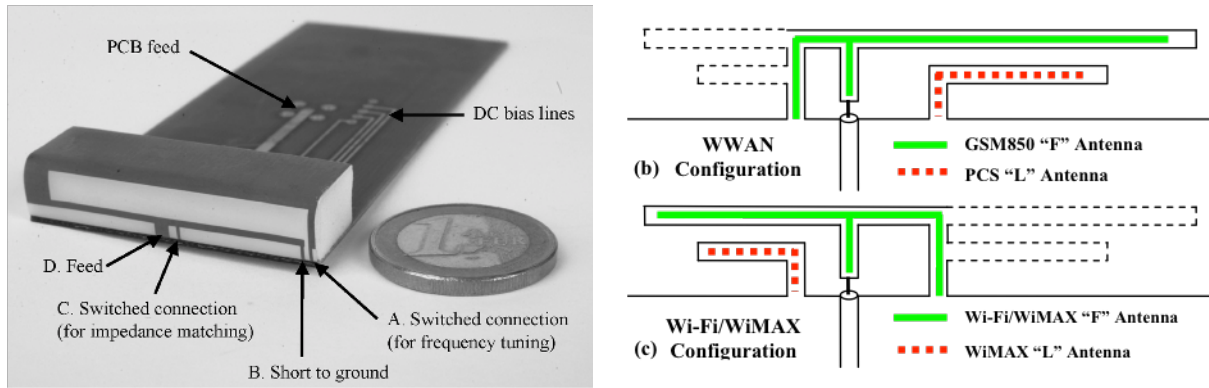 PCB feed
DC bias lines
D. Feed
C. Switched connection
(for impedance matching)
A. Switched connection
(for frequency tuning)
B. Short to ground
(b)
WWAN
Configuration
GSM850 “F” Antenna
PCS “L” Antenna
(c)
Wi-Fi/WiMAX
Configuration
Wi-Fi/WiMAX “F” Antenna
WiMAX “L” Antenna